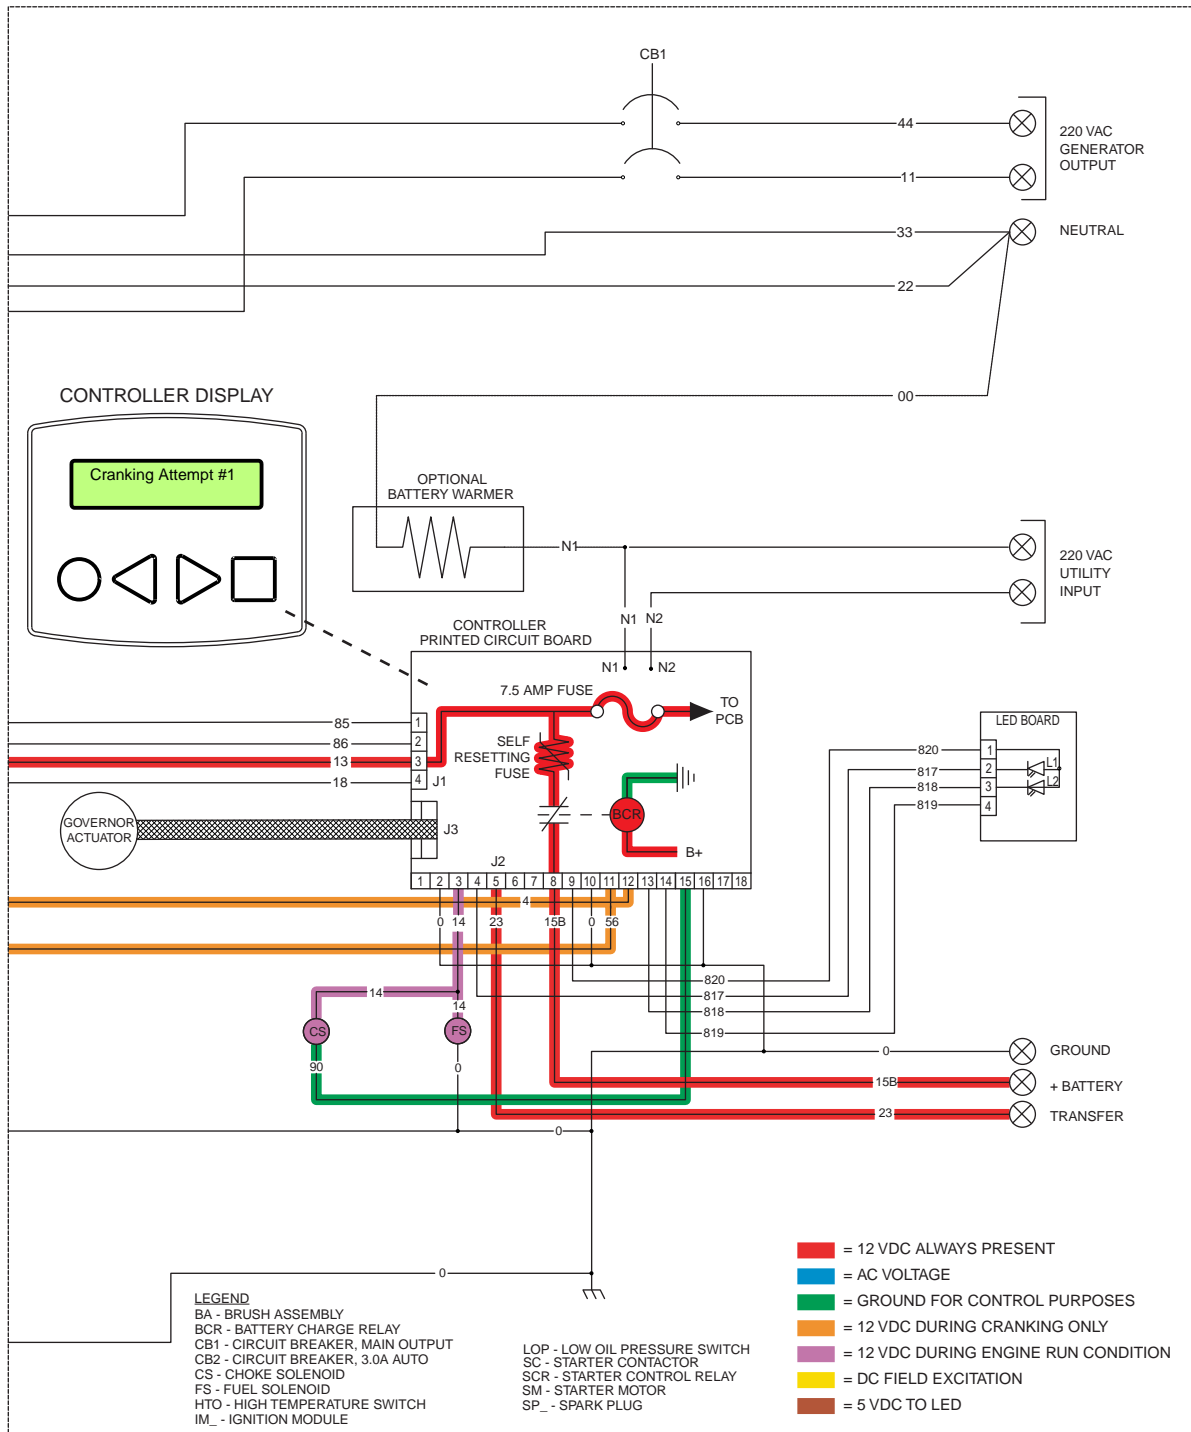 CB1
44
220 VAC
GENERATOR
OUTPUT
11
33
NEUTRAL
22
CONTROLLER DISPLAY
00
Cranking Attempt #1
OPTIONAL
BATTERY WARMER
N1
220 VAC
UTILITY
INPUT
N1 N2
CONTROLLER
PRINTED CIRCUIT BOARD
N1 N2
7.5 AMP FUSE
TO
PCB
85 1
86 2
13 3
18 4 J1
SELF
RESETTING
FUSE
LED BOARD
820 1
817 2 L1
818 3 L2
819 4
GOVERNOR
ACTUATOR
J3
BCR
B+
J2
1 2 3 4 5 6 7 8 9 10 11 12 13 14 15 16 17 18
4
0 14 23 15B 0 56
820
817
818
819
14
14
CS
FS
90
0
0 GROUND
15B + BATTERY
23 TRANSFER
0
0
= 12 VDC ALWAYS PRESENT
= AC VOLTAGE
= GROUND FOR CONTROL PURPOSES
= 12 VDC DURING CRANKING ONLY
= 12 VDC DURING ENGINE RUN CONDITION
= DC FIELD EXCITATION
= 5 VDC TO LED
LEGEND
BA - BRUSH ASSEMBLY
BCR - BATTERY CHARGE RELAY
CB1 - CIRCUIT BREAKER, MAIN OUTPUT
CB2 - CIRCUIT BREAKER, 3.0A AUTO
CS - CHOKE SOLENOID
FS - FUEL SOLENOID
HTO - HIGH TEMPERATURE SWITCH
IM_ - IGNITION MODULE
LOP - LOW OIL PRESSURE SWITCH
SC - STARTER CONTACTOR
SCR - STARTER CONTROL RELAY
SM - STARTER MOTOR
SP_ - SPARK PLUG